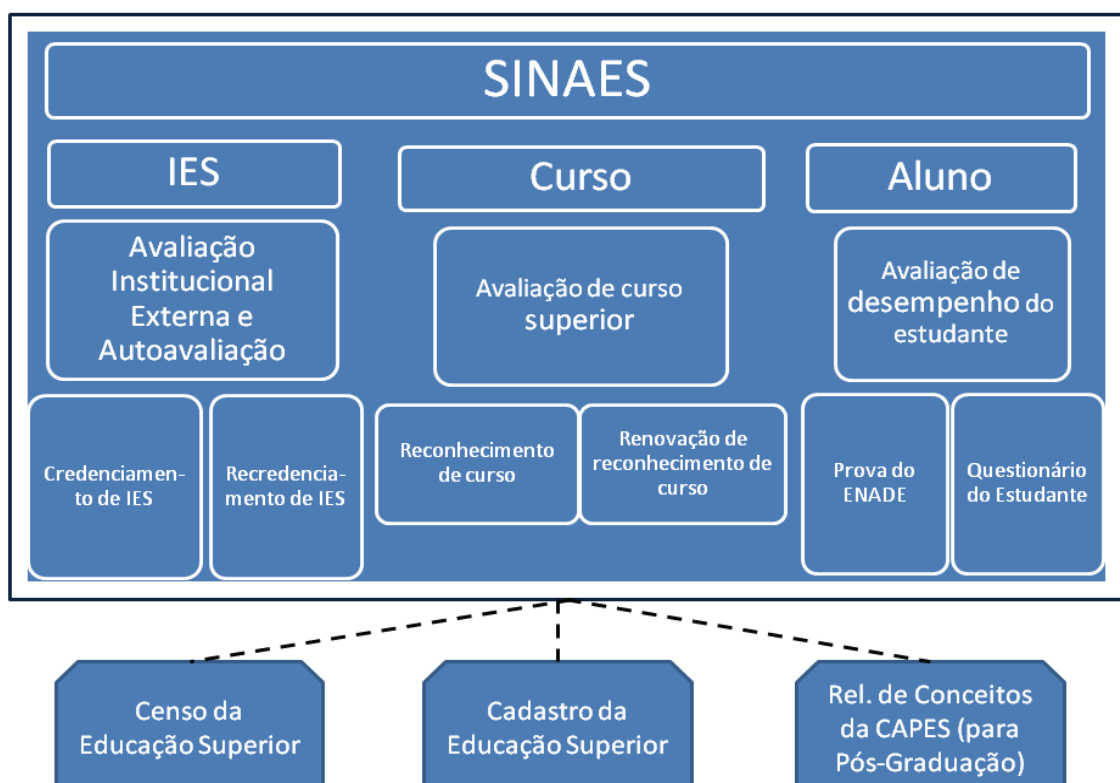 SINAES
IES
Avaliação
Institucional
Externa e
Autoavaliação
Credenciamen-
to de IES
Recredencia-
mento de IES
Curso
Avaliação de curso
superior
Reconhecimento
de curso
Renovação de
reconhecimento de
curso
Aluno
Avaliação de
desempenho do
estudante
Prova do
ENADE
Questionário
do Estudante
Censo da
Educação Superior
Cadastro da
Educação Superior
Rel. de Conceitos
da CAPES (para
Pós-Graduação)